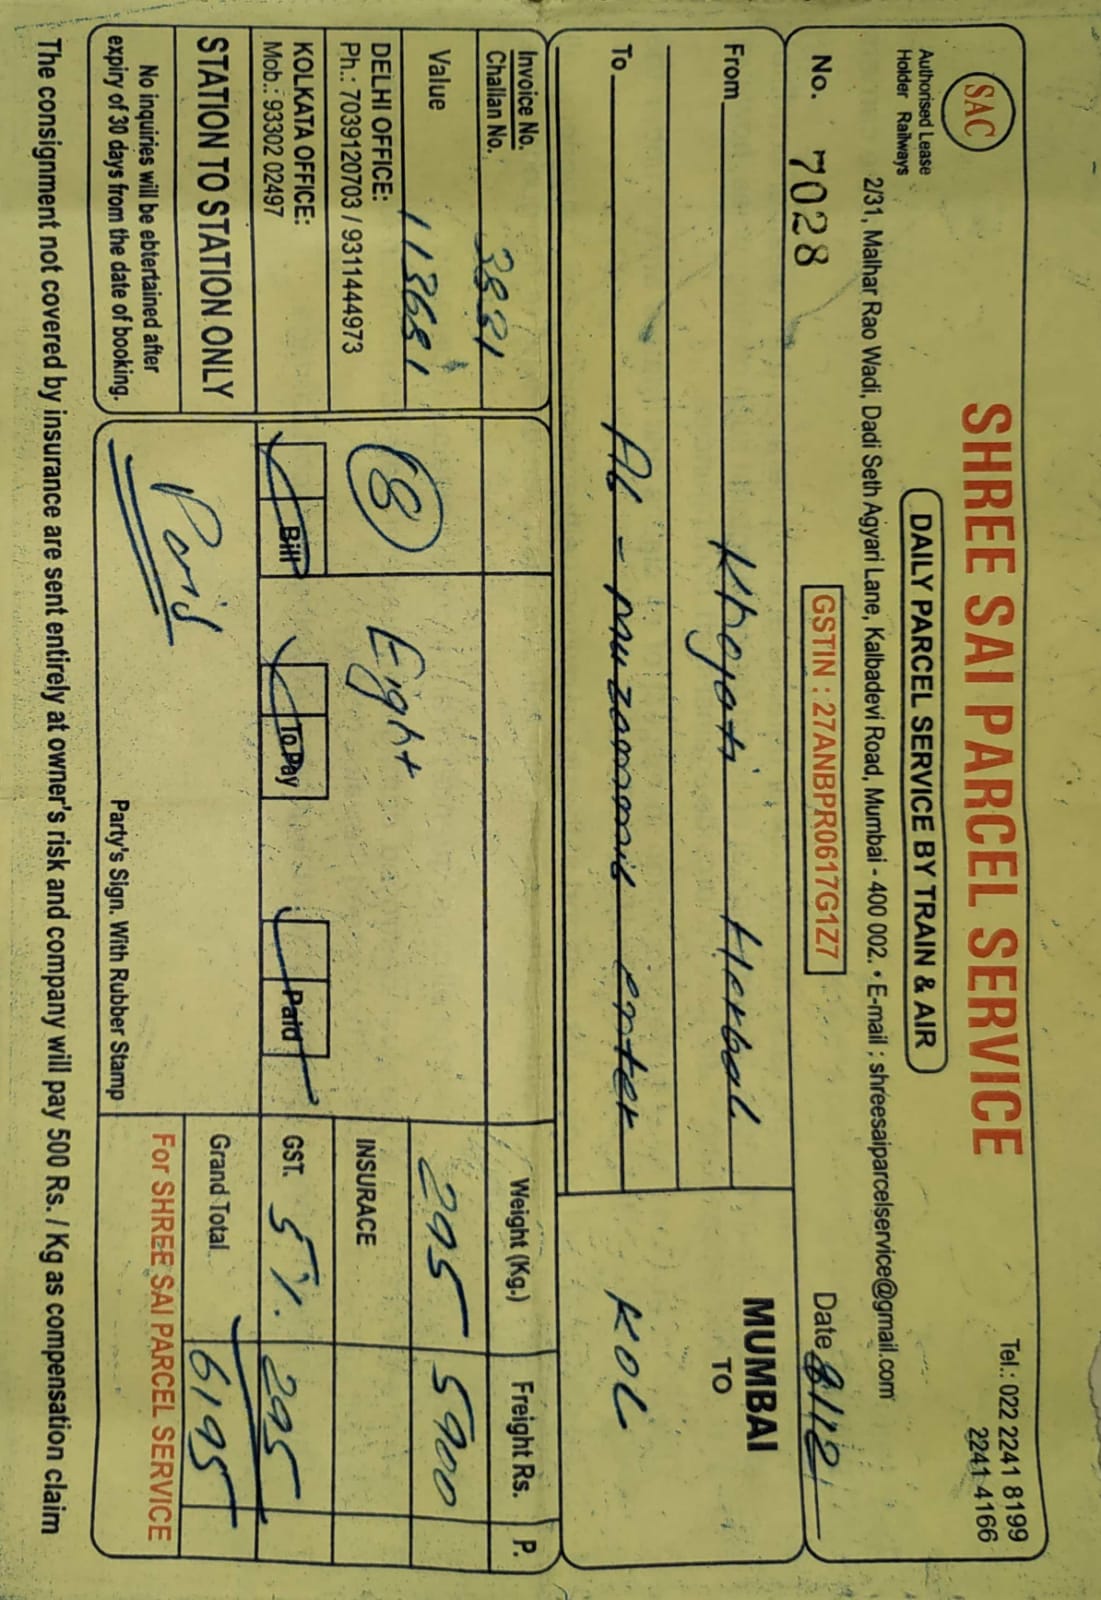 SAC
SHREE SAI PARCEL SERVICE
Tel.: 022 2241 8199
2241 4166
Authorised Lease
Holder Railways
DAILY PARCEL SERVICE BY TRAIN & AIR
2/31, Malhar Rao Wadi, Dadi Seth Agyari Lane, Kalbadevi Road, Mumbai - 400 002. • E-mail ; shreesaiparcelservice@gmail.com
No. 7028
GSTIN : 27ANBPR0617G1Z7
Date 8/12
From Khyati Herbal
MUMBAI
TO
To Al-muzammil enter
KOL
Invoice No.
Challan No. 3831
Weight (Kg.)
Freight Rs.
P.
Value 113681
8 Eight
295
5900
DELHI OFFICE:
Ph.: 7039120703 / 9311444973
INSURACE
KOLKATA OFFICE:
Mob.: 93302 02497
Bill
To Pay
Paid
GST. 5%.
295
STATION TO STATION ONLY
Grand Total
6195
No inquiries will be ebtertained after
expiry of 30 days from the date of booking.
Party's Sign. With Rubber Stamp
For SHREE SAI PARCEL SERVICE
The consignment not covered by insurance are sent entirely at owner's risk and company will pay 500 Rs. / Kg as compensation claim